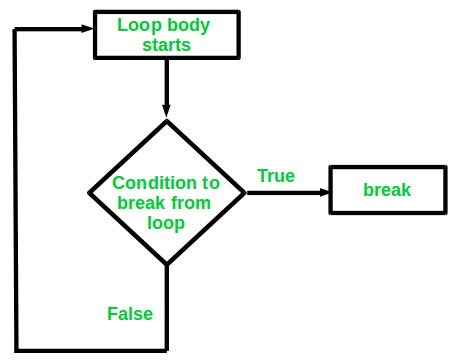 Loop body
starts
Condition to
break from
loop
True
break
False